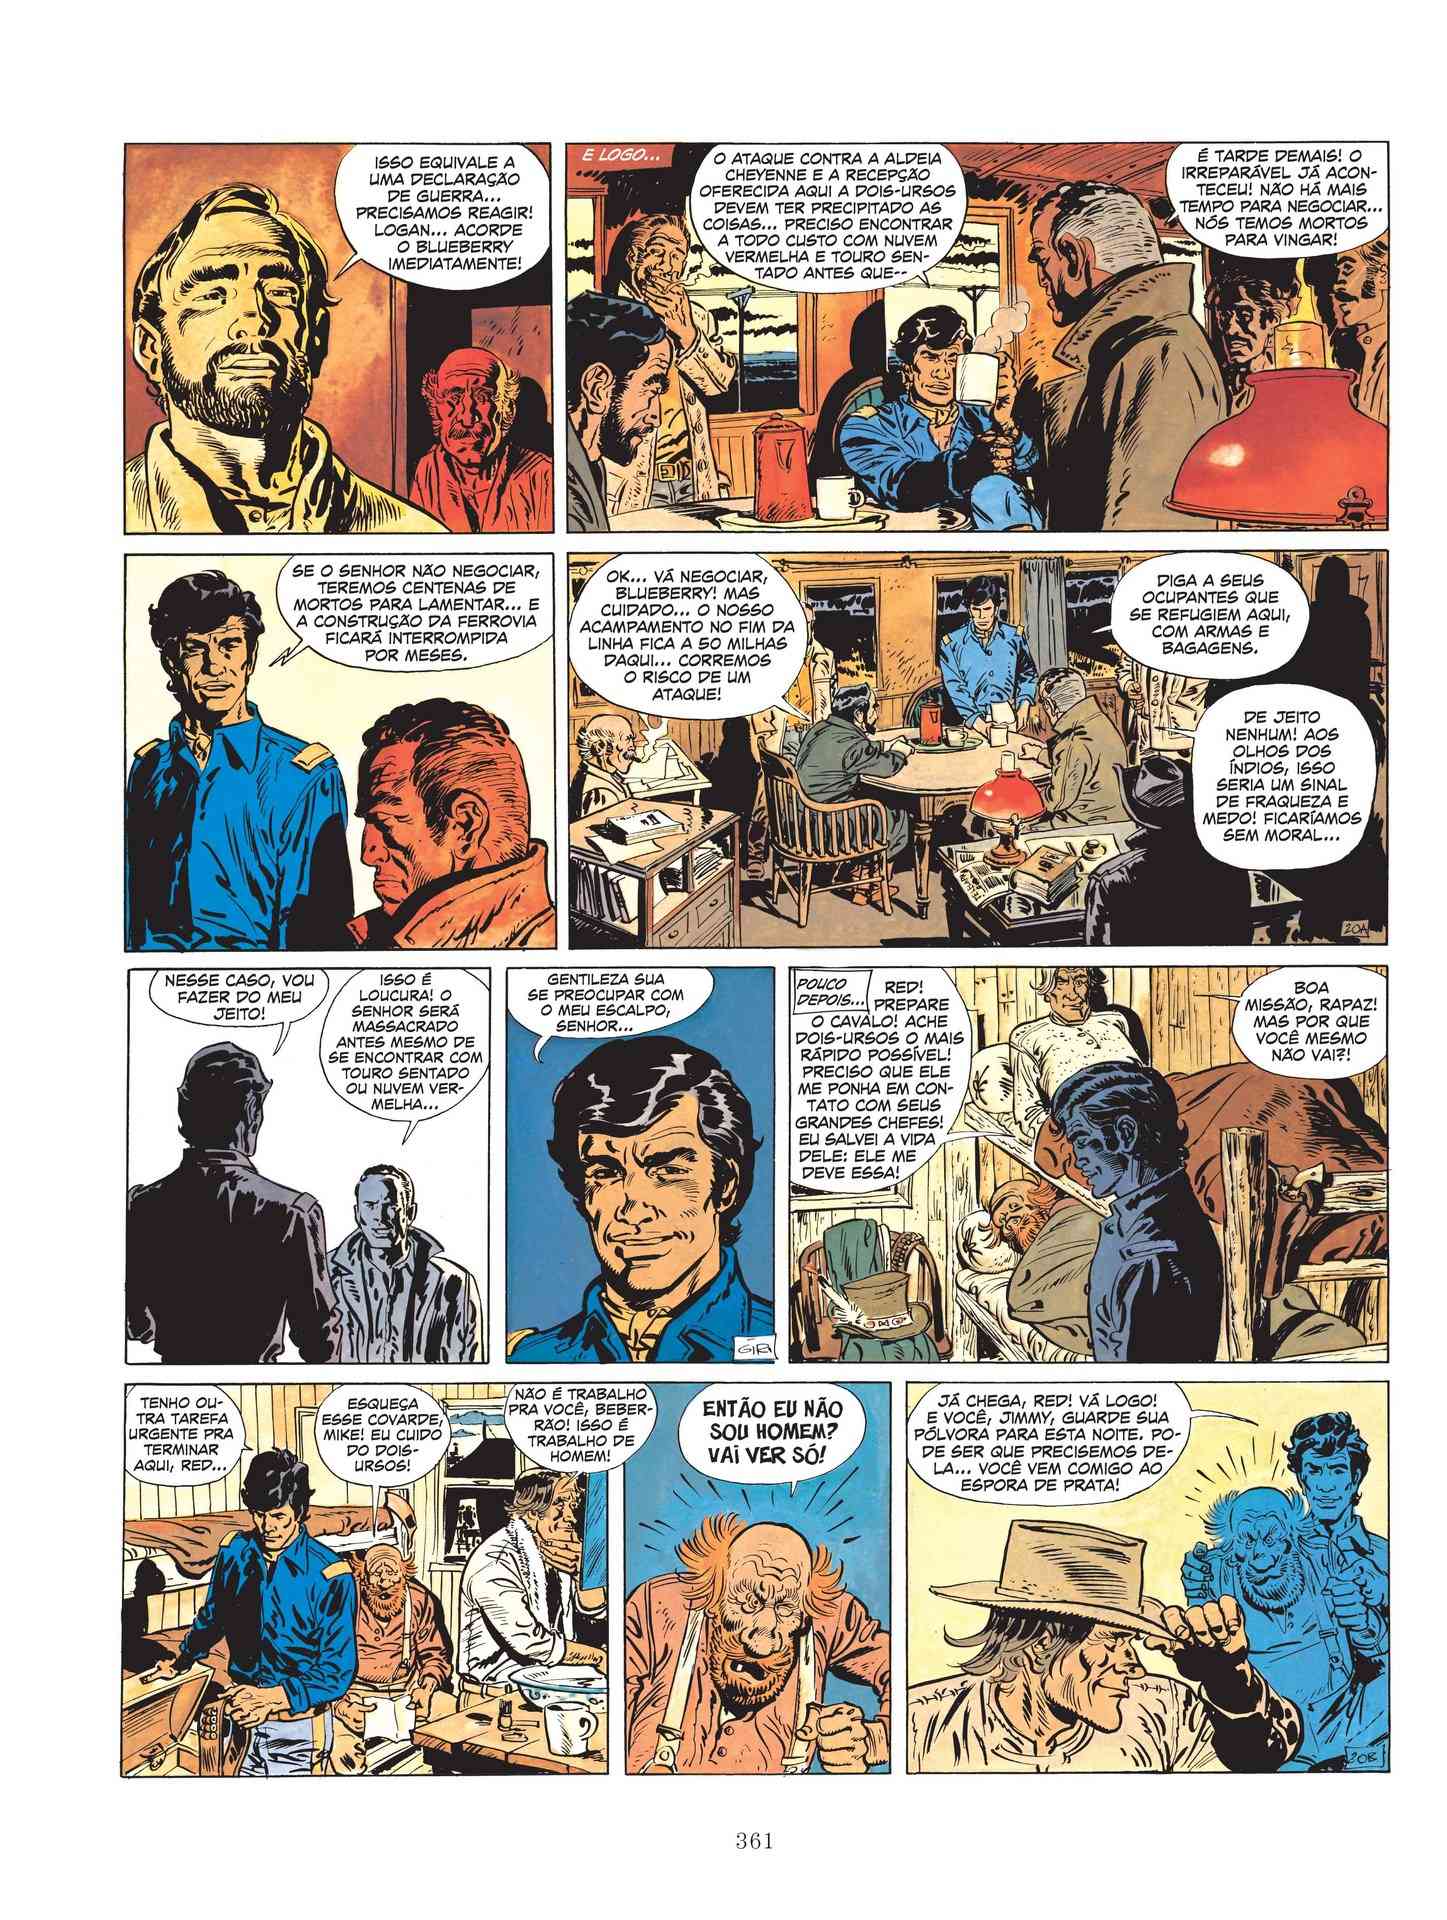 ISSO EQUIVALE A
UMA DECLARAÇÃO
DE GUERRA...
PRECISAMOS REAGIR!
LOGAN... ACORDE
O BLUEBERRY
IMEDIATAMENTE!
E LOGO...
O ATAQUE CONTRA A ALDEIA
CHEYENNE E A RECEPÇÃO
OFERECIDA AQUI A DOIS-URSOS
DEVEM TER PRECIPITADO AS
COISAS... PRECISO ENCONTRAR
A TODO CUSTO COM NUVEM
VERMELHA E TOURO SEN-
TADO ANTES QUE--
É TARDE DEMAIS! O
IRREPARÁVEL JÁ ACON-
TECEU! NÃO HÁ MAIS
TEMPO PARA NEGOCIAR...
NÓS TEMOS MORTOS
PARA VINGAR!
SE O SENHOR NÃO NEGOCIAR,
TEREMOS CENTENAS DE
MORTOS PARA LAMENTAR... E
A CONSTRUÇÃO DA FERROVIA
FICARÁ INTERROMPIDA
POR MESES.
OK... VÁ NEGOCIAR,
BLUEBERRY! MAS
CUIDADO... O NOSSO
ACAMPAMENTO NO FIM DA
LINHA FICA A 50 MILHAS
DAQUI... CORREMOS
O RISCO DE UM
ATAQUE!
DIGA A SEUS
OCUPANTES QUE
SE REFUGIEM AQUI,
COM ARMAS E
BAGAGENS.
DE JEITO
NENHUM! AOS
OLHOS DOS
ÍNDIOS, ISSO
SERIA UM SINAL
DE FRAQUEZA E
MEDO! FICARÍAMOS
SEM MORAL...
20A
NESSE CASO, VOU
FAZER DO MEU
JEITO!
ISSO É
LOUCURA! O
SENHOR SERÁ
MASSACRADO
ANTES MESMO DE
SE ENCONTRAR COM
TOURO SENTADO
OU NUVEM VER-
MELHA...
GENTILEZA SUA
SE PREOCUPAR COM
O MEU ESCALPO,
SENHOR...
GIR
POUCO
DEPOIS...
RED!
PREPARE
O CAVALO! ACHE
DOIS-URSOS O MAIS
RÁPIDO POSSÍVEL!
PRECISO QUE ELE
ME PONHA EM CON-
TATO COM SEUS
GRANDES CHEFES!
EU SALVEI A VIDA
DELE: ELE ME
DEVE ESSA!
BOA
MISSÃO, RAPAZ!
MAS POR QUE
VOCÊ MESMO
NÃO VAI?!
TENHO OU-
TRA TAREFA
URGENTE PRA
TERMINAR
AQUI, RED...
ESQUEÇA
ESSE COVARDE,
MIKE! EU CUIDO
DO DOIS-
URSOS!
NÃO É TRABALHO
PRA VOCÊ, BEBER-
RÃO! ISSO É
TRABALHO DE
HOMEM!
ENTÃO EU NÃO
SOU HOMEM?
VAI VER SÓ!
JÁ CHEGA, RED! VÁ LOGO!
E VOCÊ, JIMMY, GUARDE SUA
PÓLVORA PARA ESTA NOITE. PO-
DE SER QUE PRECISEMOS DE-
LA... VOCÊ VEM COMIGO AO
ESPORA DE PRATA!
20B
361